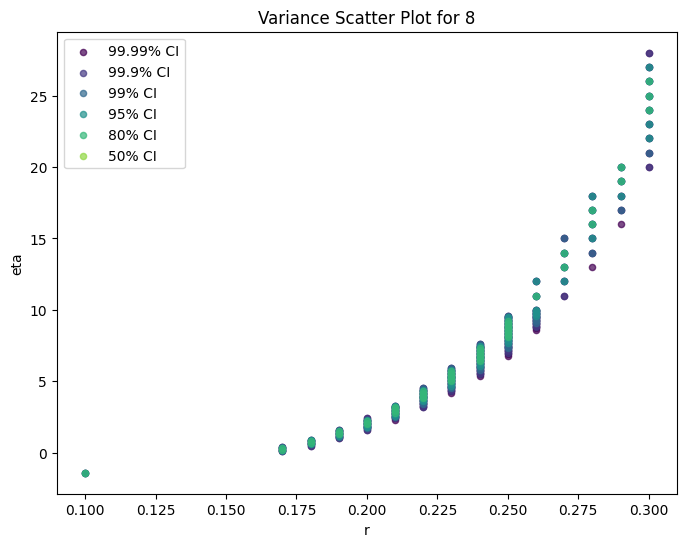 Variance Scatter Plot for 8
99.99% CI
99.9% CI
99% CI
95% CI
80% CI
50% CI
25
20
15
10
5
0
eta
0.100 0.125 0.150 0.175 0.200 0.225 0.250 0.275 0.300
r